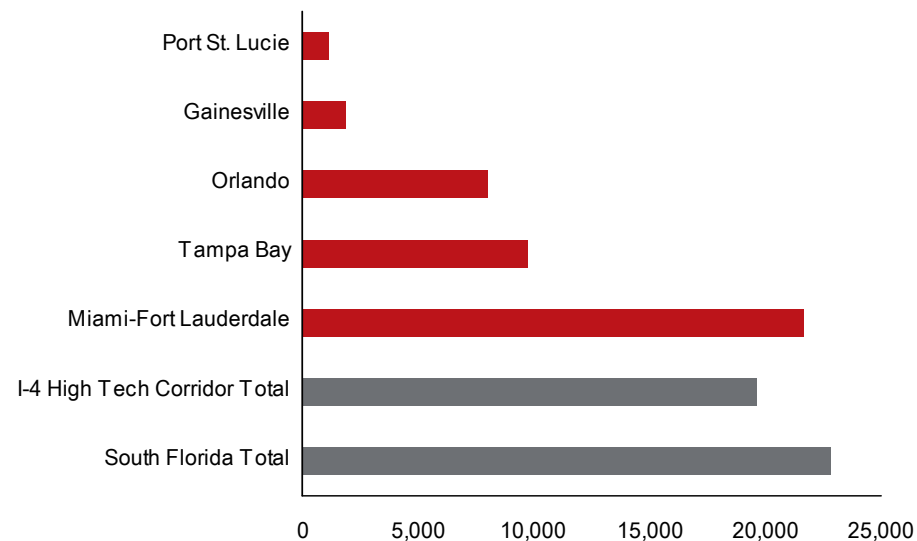 Port St. Lucie
Gainesville
Orlando
Tampa Bay
Miami-Fort Lauderdale
I-4 High Tech Corridor Total
South Florida Total
0 5,000 10,000 15,000 20,000 25,000